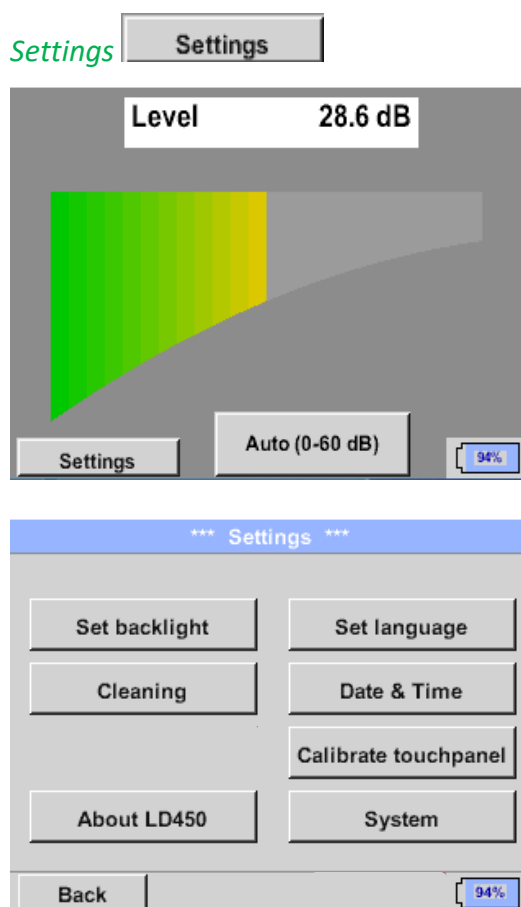 Settings Settings
Level 28.6 dB
Settings Auto (0-60 dB) 94%
*** Settings ***
Set backlight Set language
Cleaning Date & Time
Calibrate touchpanel
About LD450 System
Back 94%